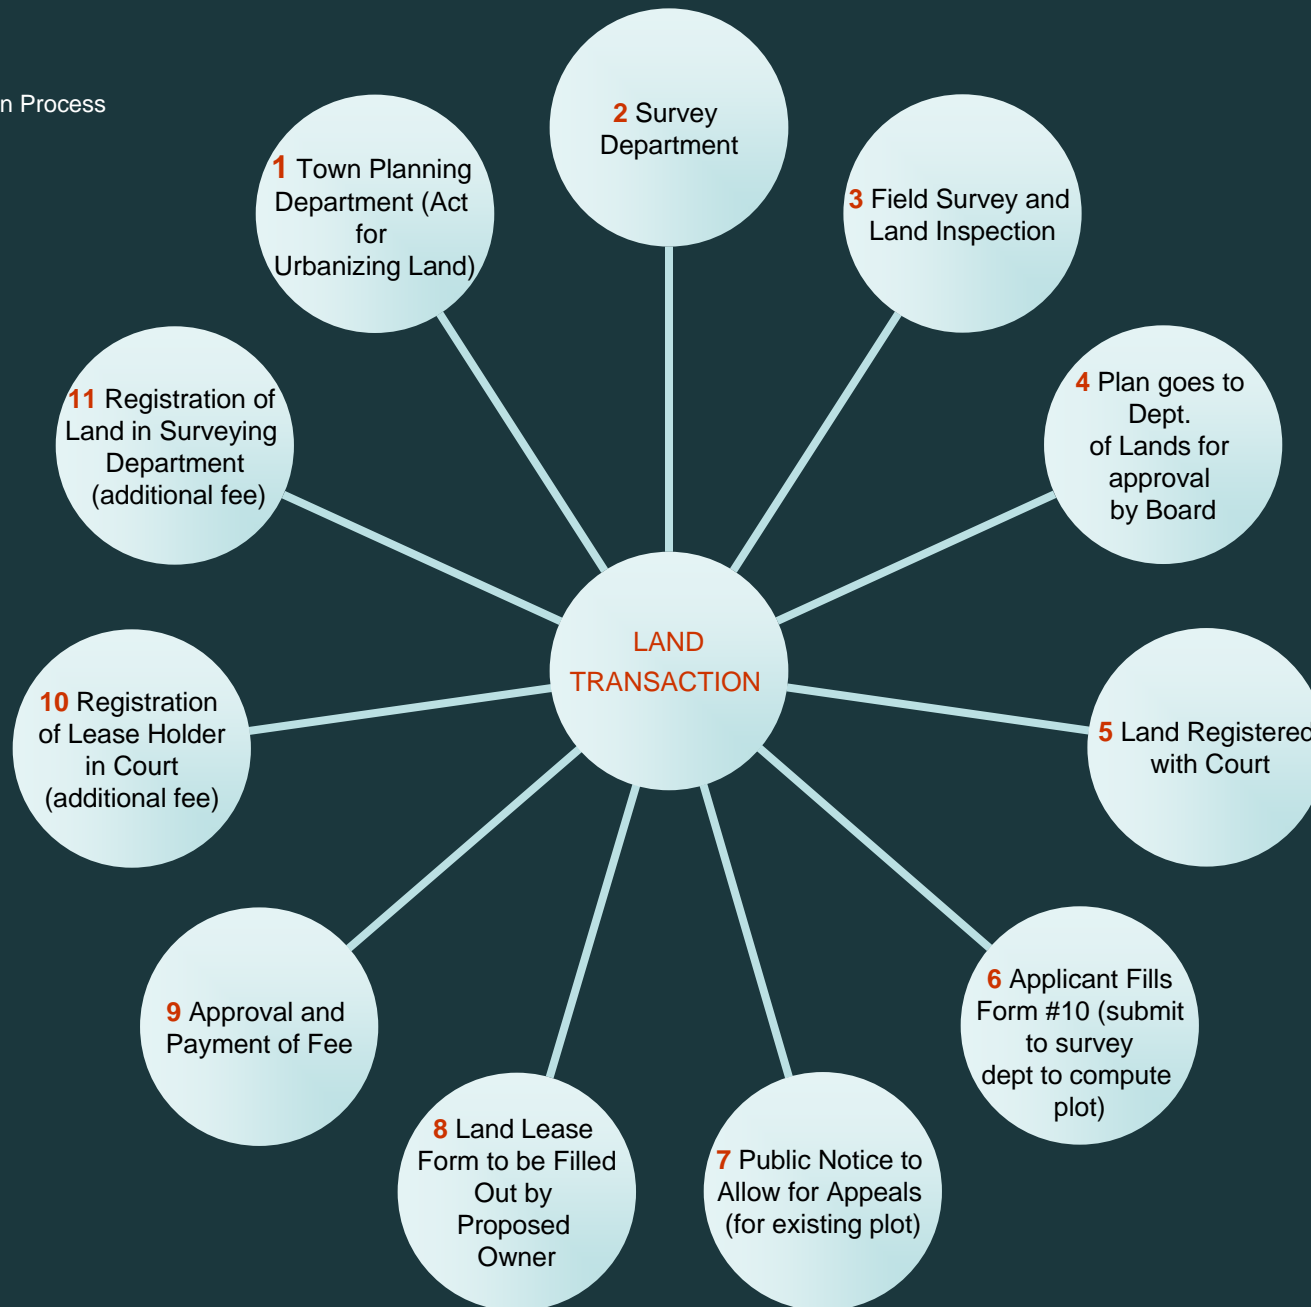 n Process
1 Town Planning
Department (Act
for
Urbanizing Land)
2 Survey
Department
3 Field Survey and
Land Inspection
4 Plan goes to
Dept.
of Lands for
approval
by Board
5 Land Registered
with Court
6 Applicant Fills
Form #10 (submit
to survey
dept to compute
plot)
7 Public Notice to
Allow for Appeals
(for existing plot)
8 Land Lease
Form to be Filled
Out by
Proposed
Owner
9 Approval and
Payment of Fee
10 Registration
of Lease Holder
in Court
(additional fee)
11 Registration of
Land in Surveying
Department
(additional fee)
LAND
TRANSACTION